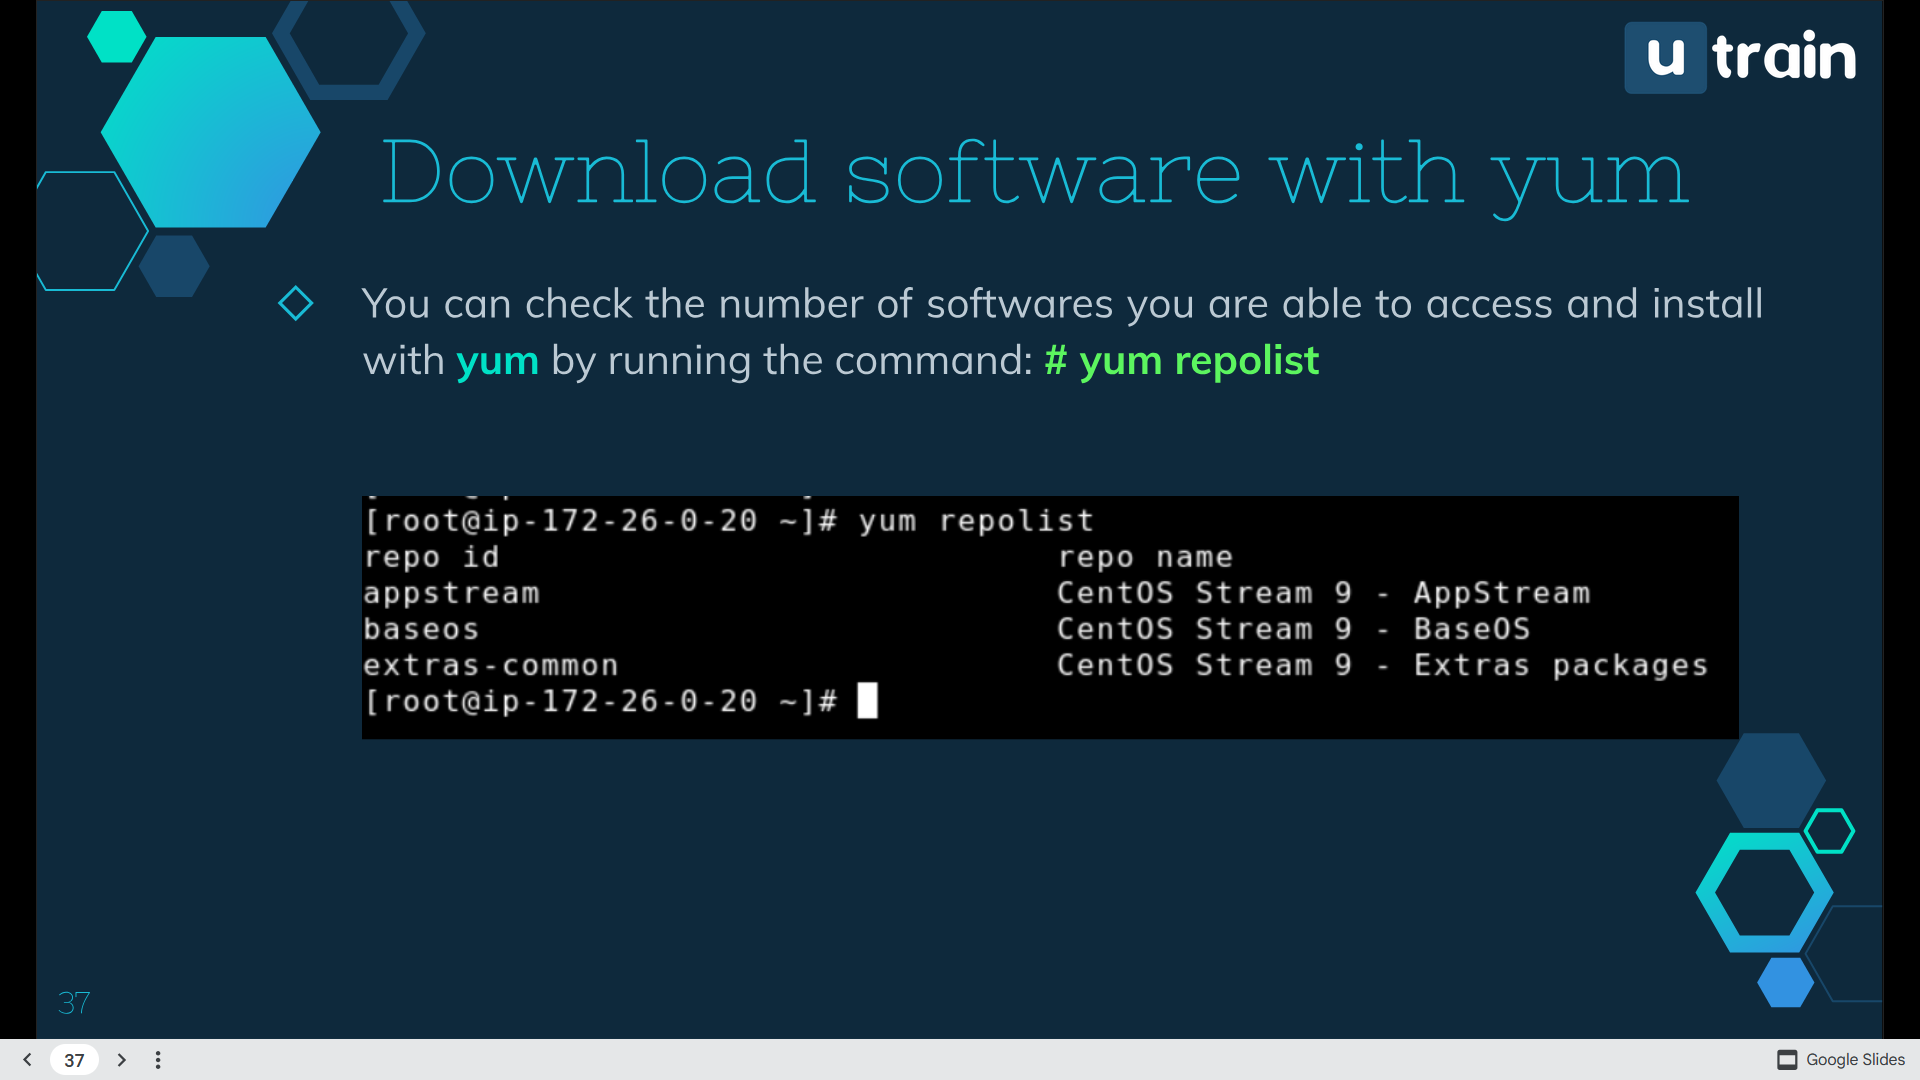 u train
Download software with yum
You can check the number of softwares you are able to access and install
with yum by running the command: # yum repolist
[root@ip-172-26-0-20 ~]# yum repolist
repo id repo name
appstream CentOS Stream 9 - AppStream
baseos CentOS Stream 9 - BaseOS
extras-common CentOS Stream 9 - Extras packages
[root@ip-172-26-0-20 ~]#
37
37
Google Slides